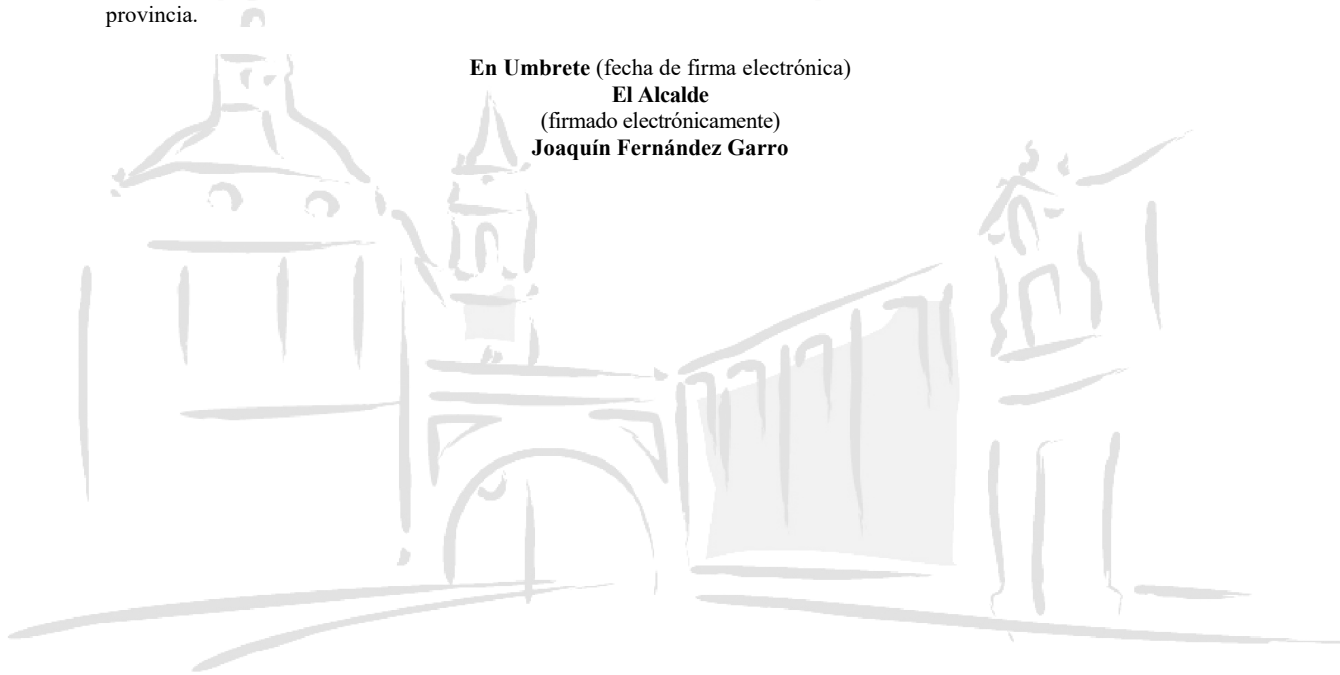 provincia.
En Umbrete (fecha de firma electrónica)
El Alcalde
(firmado electrónicamente)
Joaquín Fernández Garro